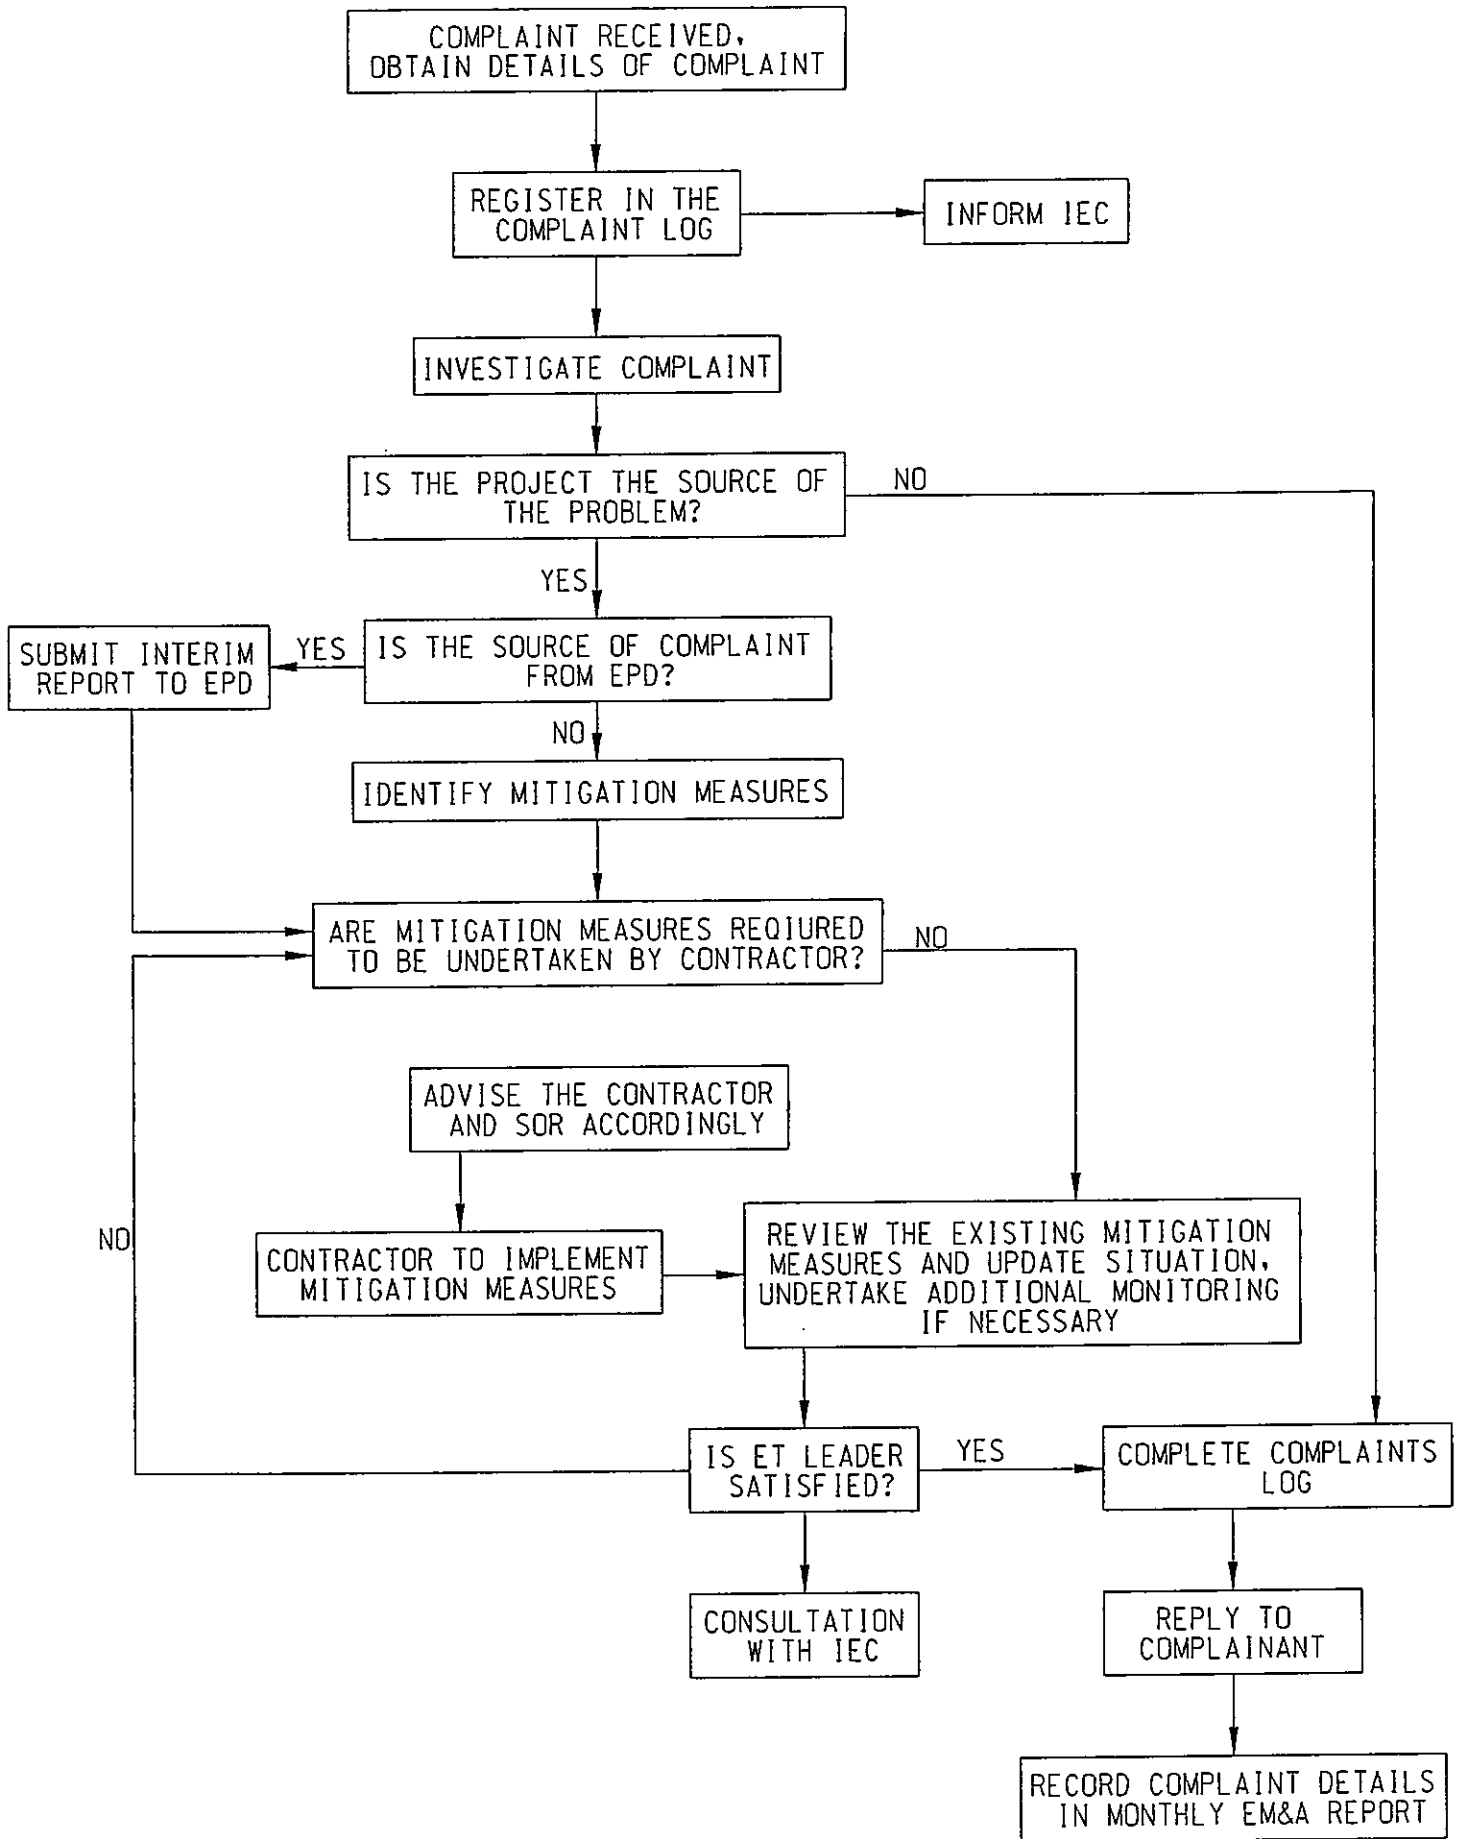 COMPLAINT RECEIVED,
OBTAIN DETAILS OF COMPLAINT
REGISTER IN THE
COMPLAINT LOG
INFORM IEC
INVESTIGATE COMPLAINT
IS THE PROJECT THE SOURCE OF
THE PROBLEM?
NO
YES
SUBMIT INTERIM
REPORT TO EPD
YES
IS THE SOURCE OF COMPLAINT
FROM EPD?
NO
IDENTIFY MITIGATION MEASURES
ARE MITIGATION MEASURES REQIURED
TO BE UNDERTAKEN BY CONTRACTOR?
NO
ADVISE THE CONTRACTOR
AND SOR ACCORDINGLY
NO
CONTRACTOR TO IMPLEMENT
MITIGATION MEASURES
REVIEW THE EXISTING MITIGATION
MEASURES AND UPDATE SITUATION,
UNDERTAKE ADDITIONAL MONITORING
IF NECESSARY
IS ET LEADER
SATISFIED?
YES
COMPLETE COMPLAINTS
LOG
CONSULTATION
WITH IEC
REPLY TO
COMPLAINANT
RECORD COMPLAINT DETAILS
IN MONTHLY EM&A REPORT